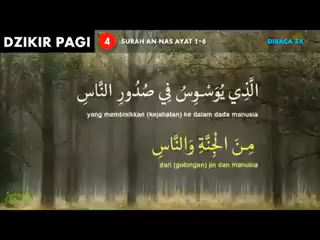 DZIKIR PAGI 4 SURAH AN-NAS AYAT 1-6 DIBACA 3X
الَّذِي يُوَسْوِسُ فِي صُدُورِ النَّاسِ
yang membisikkan (kejahatan) ke dalam dada manusia
مِنَ الْجِنَّةِ وَالنَّاسِ
dari (golongan) jin dan manusia